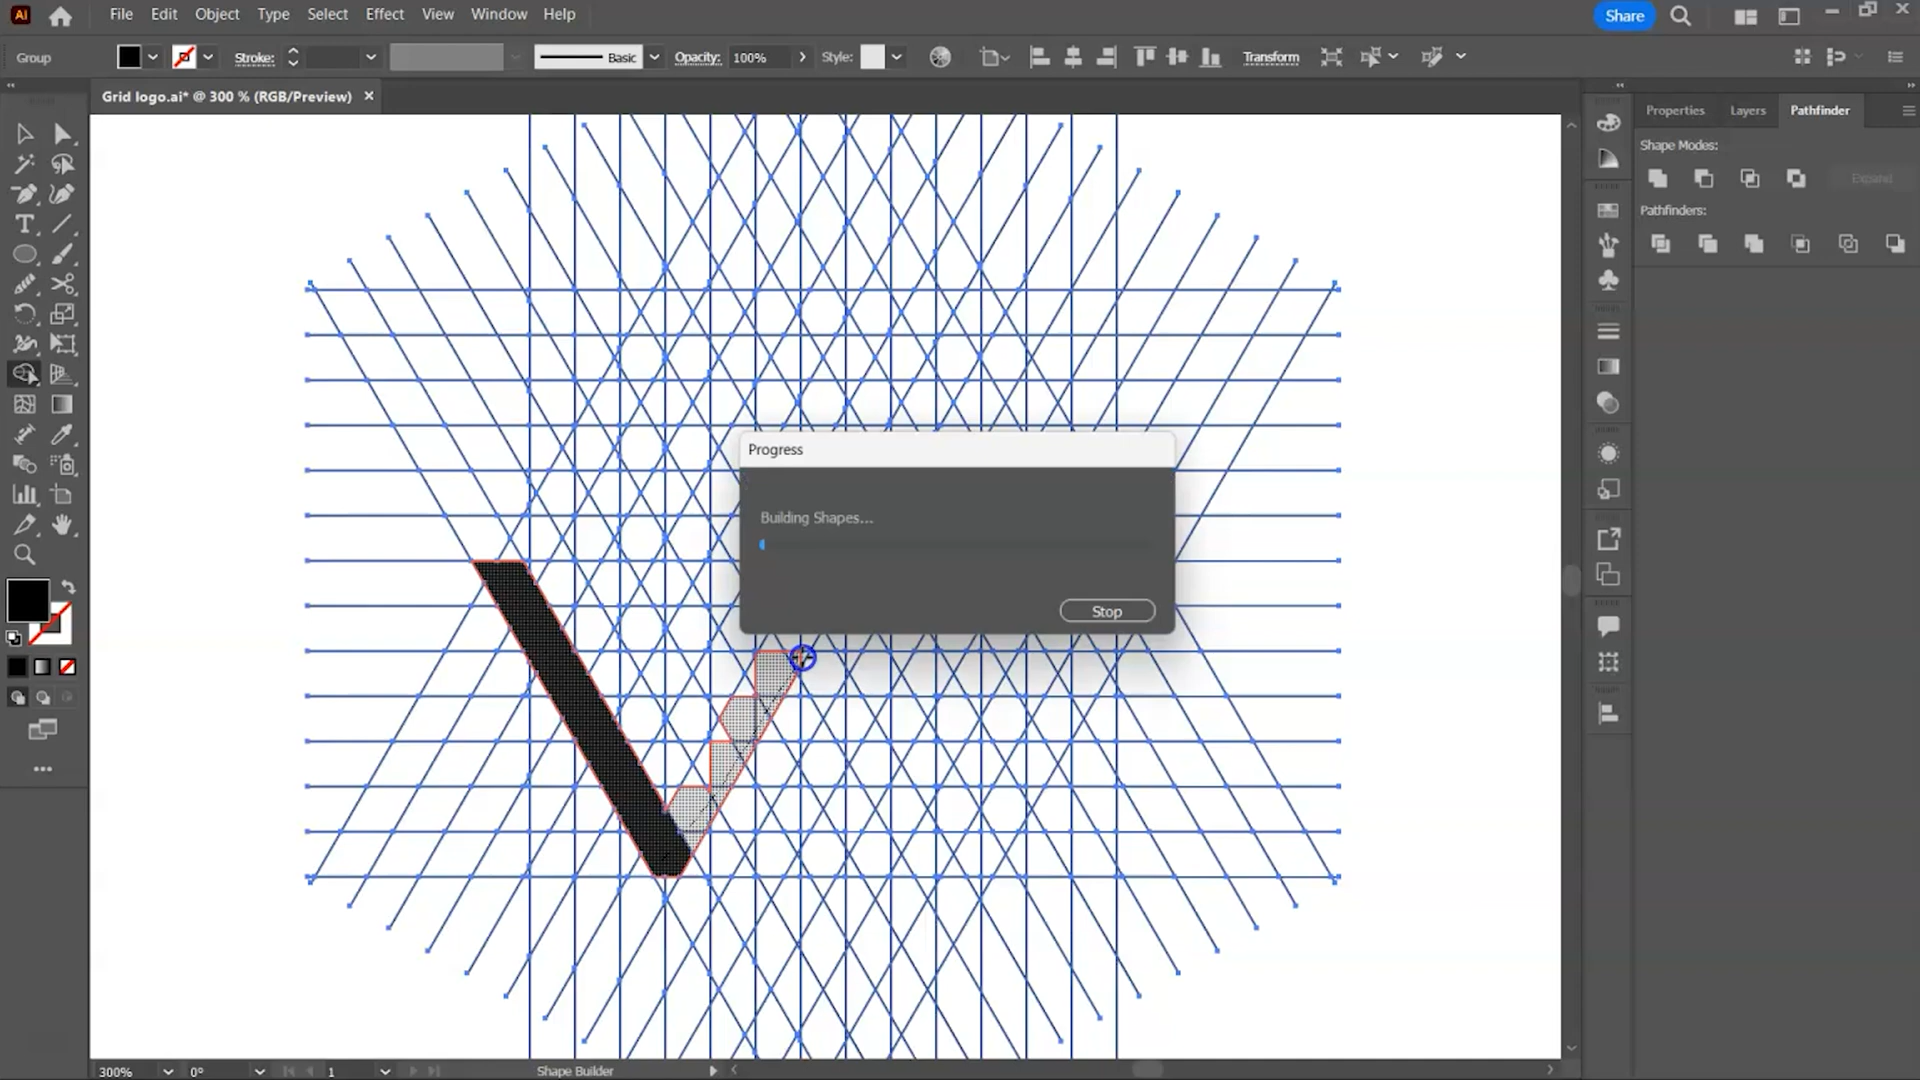 Ai File Edit Object Type Select Effect View Window Help Share
Group Stroke: Basic Opacity: 100% Style: Transform
Grid logo.ai* @ 300 % (RGB/Preview) ×
Properties Layers Pathfinder
Shape Modes:
Expand
Pathfinders:
Progress
Building Shapes...
Stop
300% 0° 1 Shape Builder